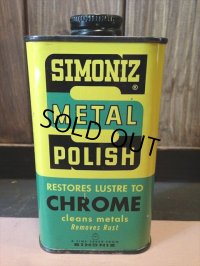 SIMONIZ
®
METAL
SOLD OUT
POLISH
RESTORES LUSTRE TO
CHROME
cleans metals
Removes Rust
SIMONIZ